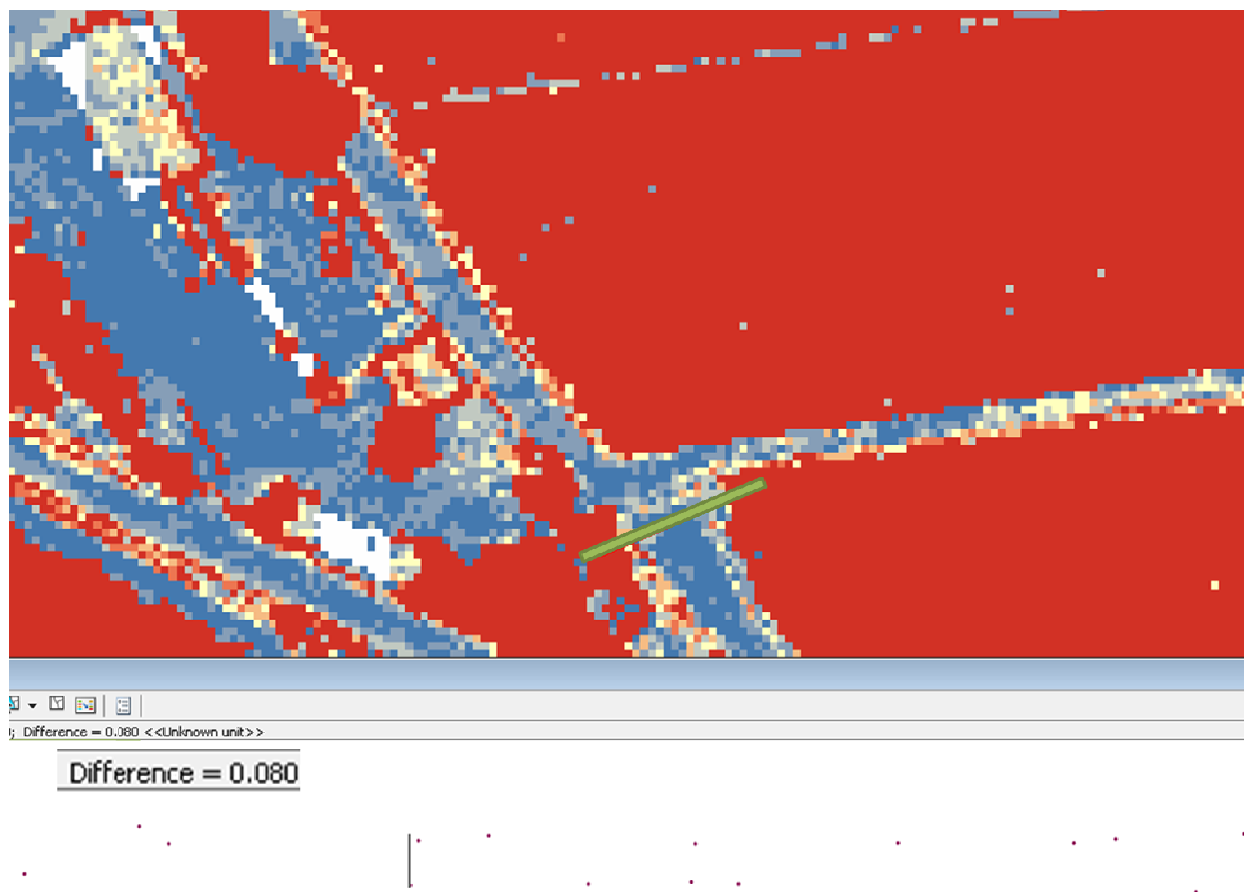 ; Difference = 0.080 <<Unknown unit>>
Difference = 0.080